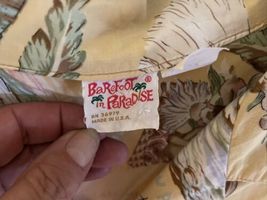 Barefoot ®
in Paradise
RN 36979
MADE IN U.S.A.